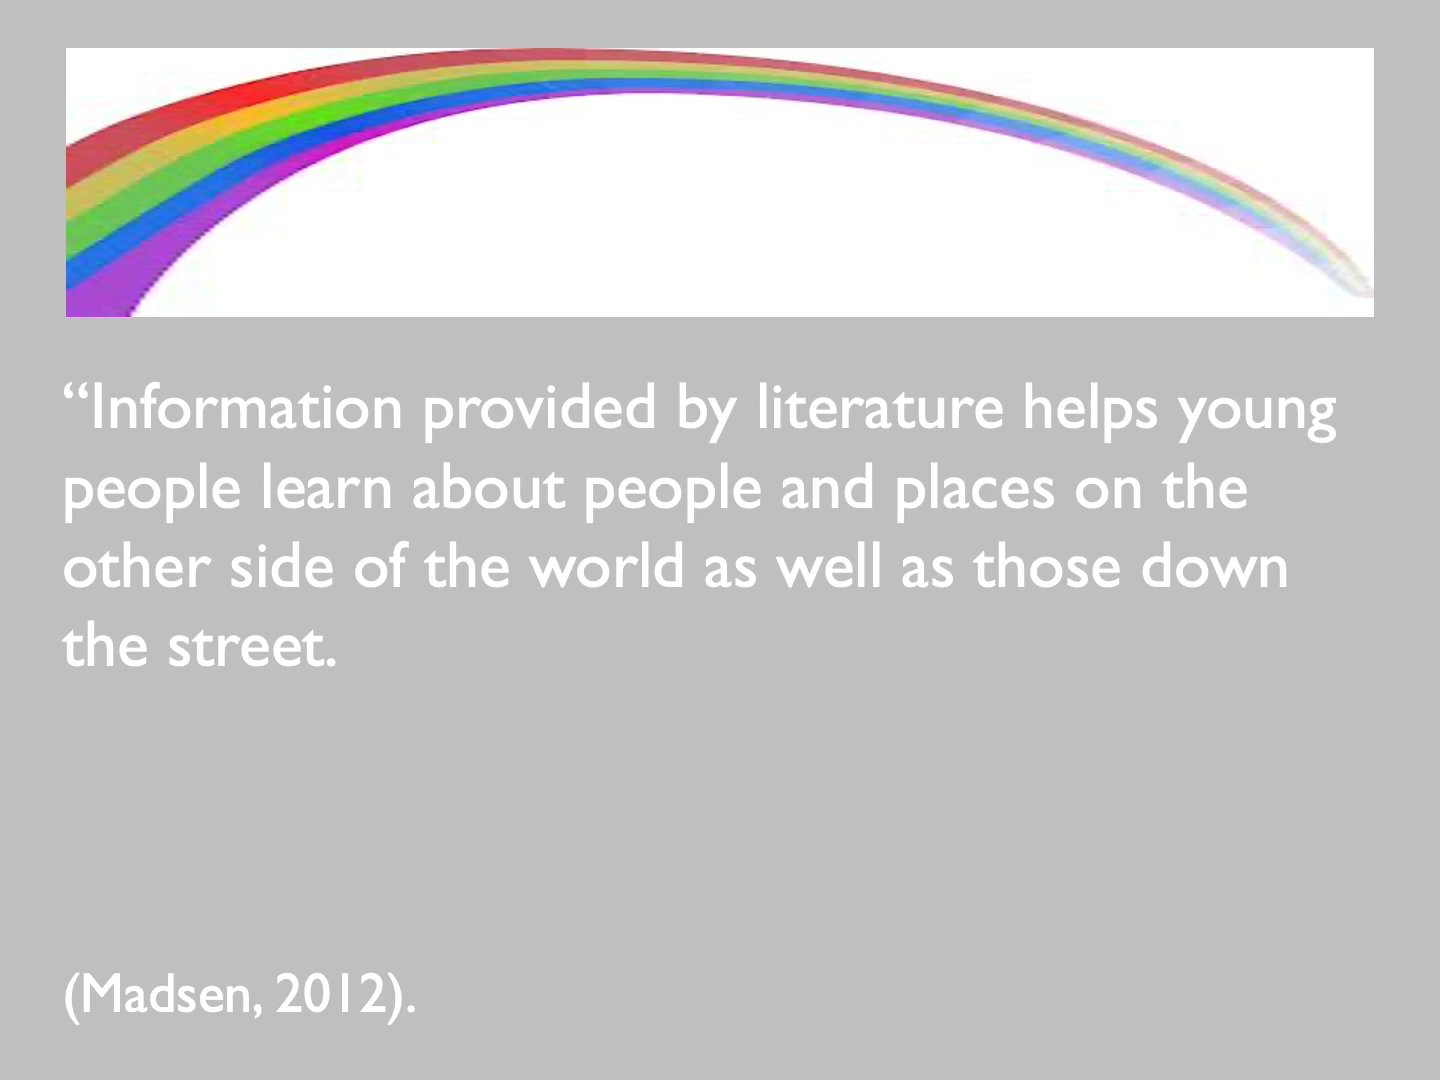 “Information provided by literature helps young
people learn about people and places on the
other side of the world as well as those down
the street.
(Madsen, 2012).